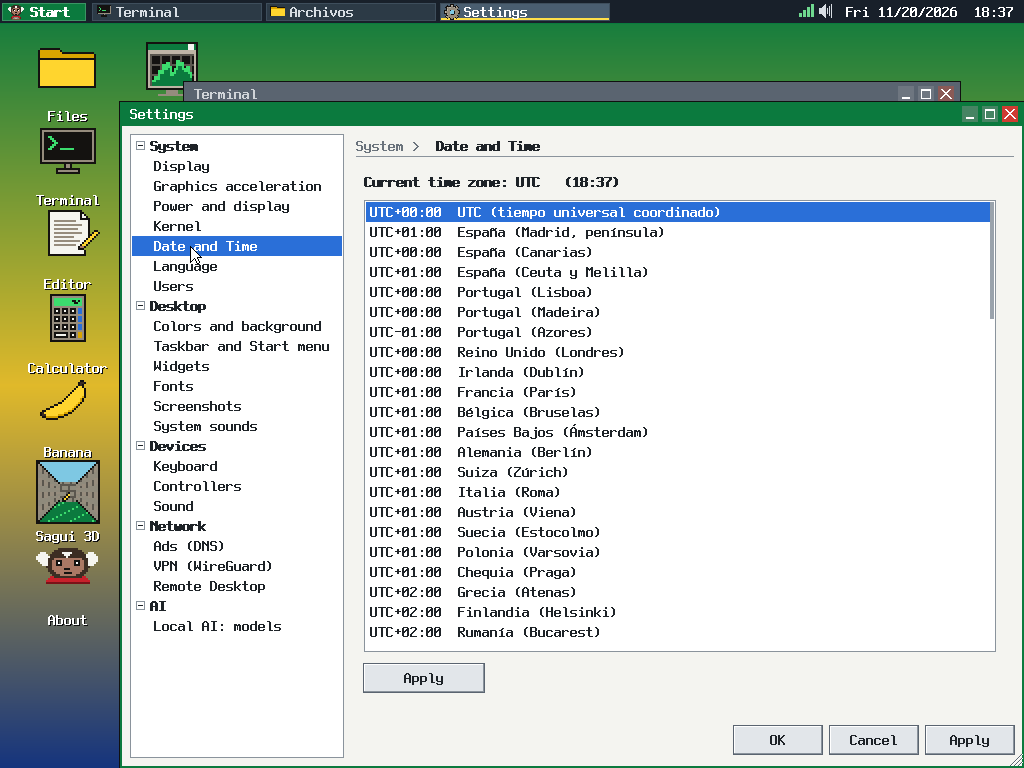 Start Terminal Archivos Settings Fri 11/20/2026 18:37
Files
Terminal
Editor
Calculator
Banana
Sagui 3D
About
Terminal
Settings
System
Display
Graphics acceleration
Power and display
Kernel
Date and Time
Language
Users
Desktop
Colors and background
Taskbar and Start menu
Widgets
Fonts
Screenshots
System sounds
Devices
Keyboard
Controllers
Sound
Network
Ads (DNS)
VPN (WireGuard)
Remote Desktop
AI
Local AI: models
System > Date and Time
Current time zone: UTC (18:37)
UTC+00:00 UTC (tiempo universal coordinado)
UTC+01:00 España (Madrid, península)
UTC+00:00 España (Canarias)
UTC+01:00 España (Ceuta y Melilla)
UTC+00:00 Portugal (Lisboa)
UTC+00:00 Portugal (Madeira)
UTC-01:00 Portugal (Azores)
UTC+00:00 Reino Unido (Londres)
UTC+00:00 Irlanda (Dublín)
UTC+01:00 Francia (París)
UTC+01:00 Bélgica (Bruselas)
UTC+01:00 Países Bajos (Ámsterdam)
UTC+01:00 Alemania (Berlín)
UTC+01:00 Suiza (Zúrich)
UTC+01:00 Italia (Roma)
UTC+01:00 Austria (Viena)
UTC+01:00 Suecia (Estocolmo)
UTC+01:00 Polonia (Varsovia)
UTC+01:00 Chequia (Praga)
UTC+02:00 Grecia (Atenas)
UTC+02:00 Finlandia (Helsinki)
UTC+02:00 Rumanía (Bucarest)
Apply
OK Cancel Apply